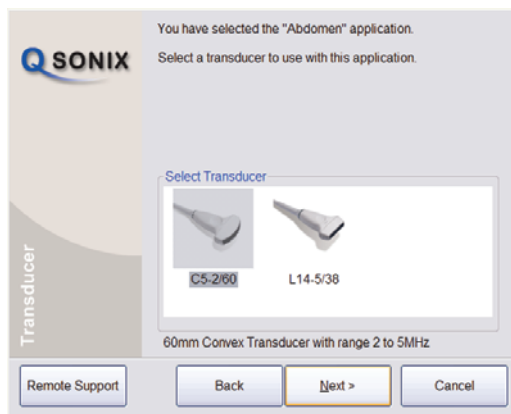 You have selected the "Abdomen" application.
QSONIX
Select a transducer to use with this application.
Select Transducer
C5-2/60 L14-5/38
Transducer
60mm Convex Transducer with range 2 to 5MHz
Remote Support Back Next > Cancel